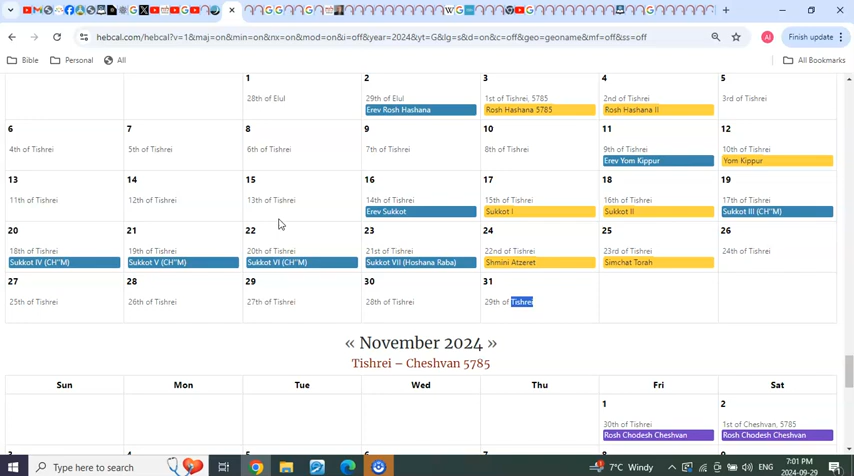 Finish update
hebcal.com/hebcal?v=1&maj=on&min=on&nx=on&mod=on&i=off&year=2024&yt=G&lg=s&d=on&c=off&geo=geoname&mf=off&ss=off
AI
Bible
Personal
All
All Bookmarks
1 2 3 4 5
28th of Elul 29th of Elul 1st of Tishrei, 5785 2nd of Tishrei 3rd of Tishrei
Erev Rosh Hashana Rosh Hashana 5785 Rosh Hashana II
6 7 8 9 10 11 12
4th of Tishrei 5th of Tishrei 6th of Tishrei 7th of Tishrei 8th of Tishrei 9th of Tishrei 10th of Tishrei
Erev Yom Kippur Yom Kippur
13 14 15 16 17 18 19
11th of Tishrei 12th of Tishrei 13th of Tishrei 14th of Tishrei 15th of Tishrei 16th of Tishrei 17th of Tishrei
Erev Sukkot Sukkot I Sukkot II Sukkot III (CH''M)
20 21 22 23 24 25 26
18th of Tishrei 19th of Tishrei 20th of Tishrei 21st of Tishrei 22nd of Tishrei 23rd of Tishrei 24th of Tishrei
Sukkot IV (CH''M) Sukkot V (CH''M) Sukkot VI (CH''M) Sukkot VII (Hoshana Raba) Shmini Atzeret Simchat Torah
27 28 29 30 31
25th of Tishrei 26th of Tishrei 27th of Tishrei 28th of Tishrei 29th of Tishrei
« November 2024 »
Tishrei – Cheshvan 5785
Sun Mon Tue Wed Thu Fri Sat
1 2
30th of Tishrei 1st of Cheshvan, 5785
Rosh Chodesh Cheshvan Rosh Chodesh Cheshvan
Type here to search
7°C Windy
ENG
7:01 PM
2024-09-29